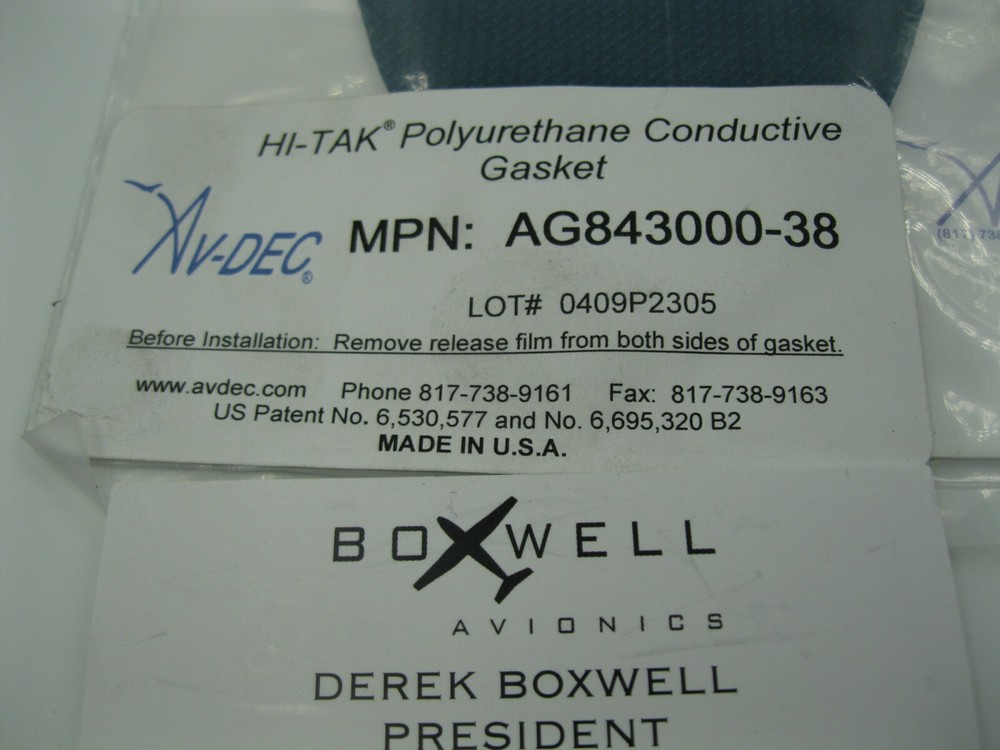 HI-TAK® Polyurethane Conductive
Gasket
AV-DEC®
MPN: AG843000-38
LOT# 0409P2305
Before Installation: Remove release film from both sides of gasket.
www.avdec.com Phone 817-738-9161 Fax: 817-738-9163
US Patent No. 6,530,577 and No. 6,695,320 B2
MADE IN U.S.A.
(817) 738
BOXWELL
AVIONICS
DEREK BOXWELL
PRESIDENT